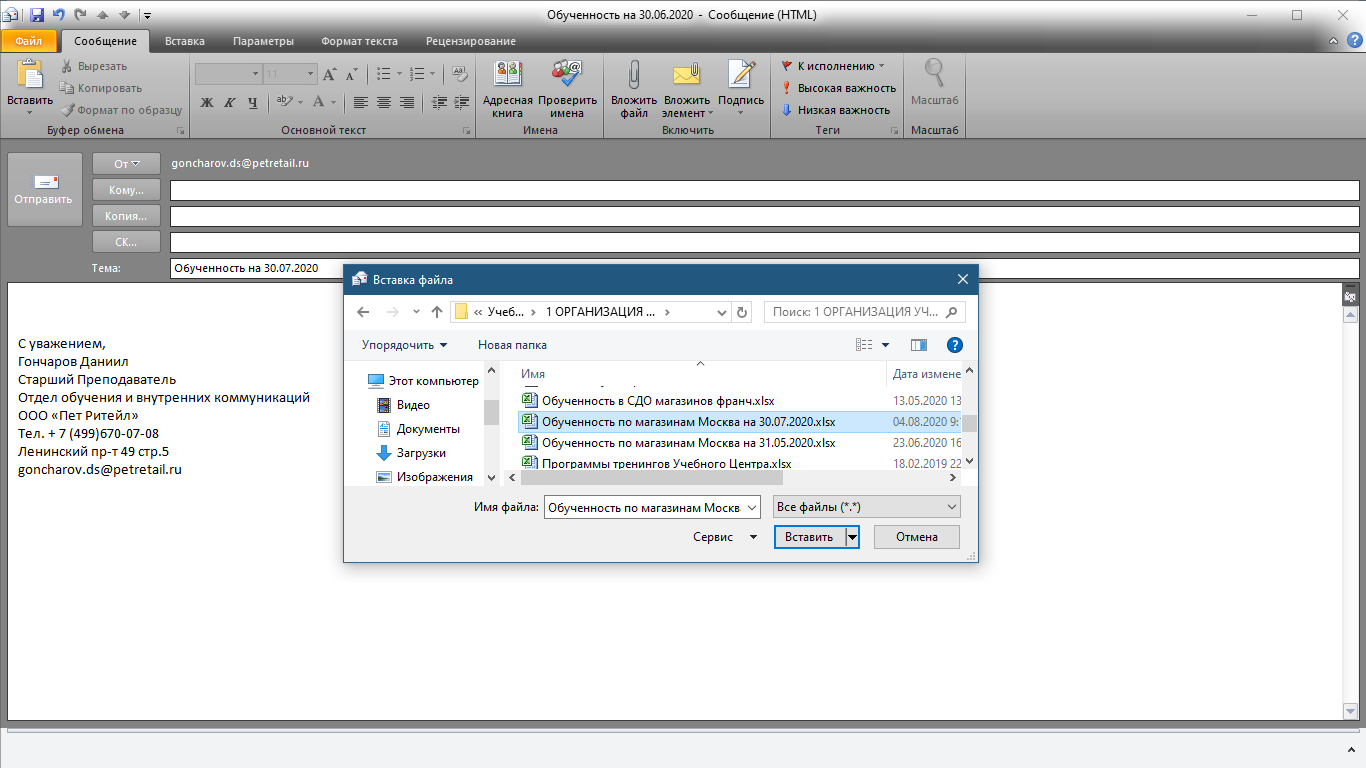 Обученность на 30.06.2020 - Сообщение (HTML)
Файл Сообщение Вставка Параметры Формат текста Рецензирование
Вставить
Вырезать
Копировать
Формат по образцу
Буфер обмена
11
Ж К Ч
Основной текст
Адресная книга
Проверить имена
Имена
Вложить файл
Вложить элемент
Подпись
Включить
К исполнению
Высокая важность
Низкая важность
Теги
Масштаб
Масштаб
Отправить
От
goncharov.ds@petretail.ru
Кому...
Копия...
СК...
Тема:
Обученность на 30.07.2020
С уважением,
Гончаров Даниил
Старший Преподаватель
Отдел обучения и внутренних коммуникаций
ООО «Пет Ритейл»
Тел. + 7 (499)670-07-08
Ленинский пр-т 49 стр.5
goncharov.ds@petretail.ru
Вставка файла
« Учеб... › 1 ОРГАНИЗАЦИЯ ... ›
Поиск: 1 ОРГАНИЗАЦИЯ УЧ...
Упорядочить Новая папка
Этот компьютер
Видео
Документы
Загрузки
Изображения
Имя Дата измене
Обученность в СДО магазинов франч.xlsx 13.05.2020 13
Обученность по магазинам Москва на 30.07.2020.xlsx 04.08.2020 9:
Обученность по магазинам Москва на 31.05.2020.xlsx 23.06.2020 16
Программы тренингов Учебного Центра.xlsx 18.02.2019 22
Имя файла: Обученность по магазинам Москв
Все файлы (*.*)
Сервис Вставить Отмена